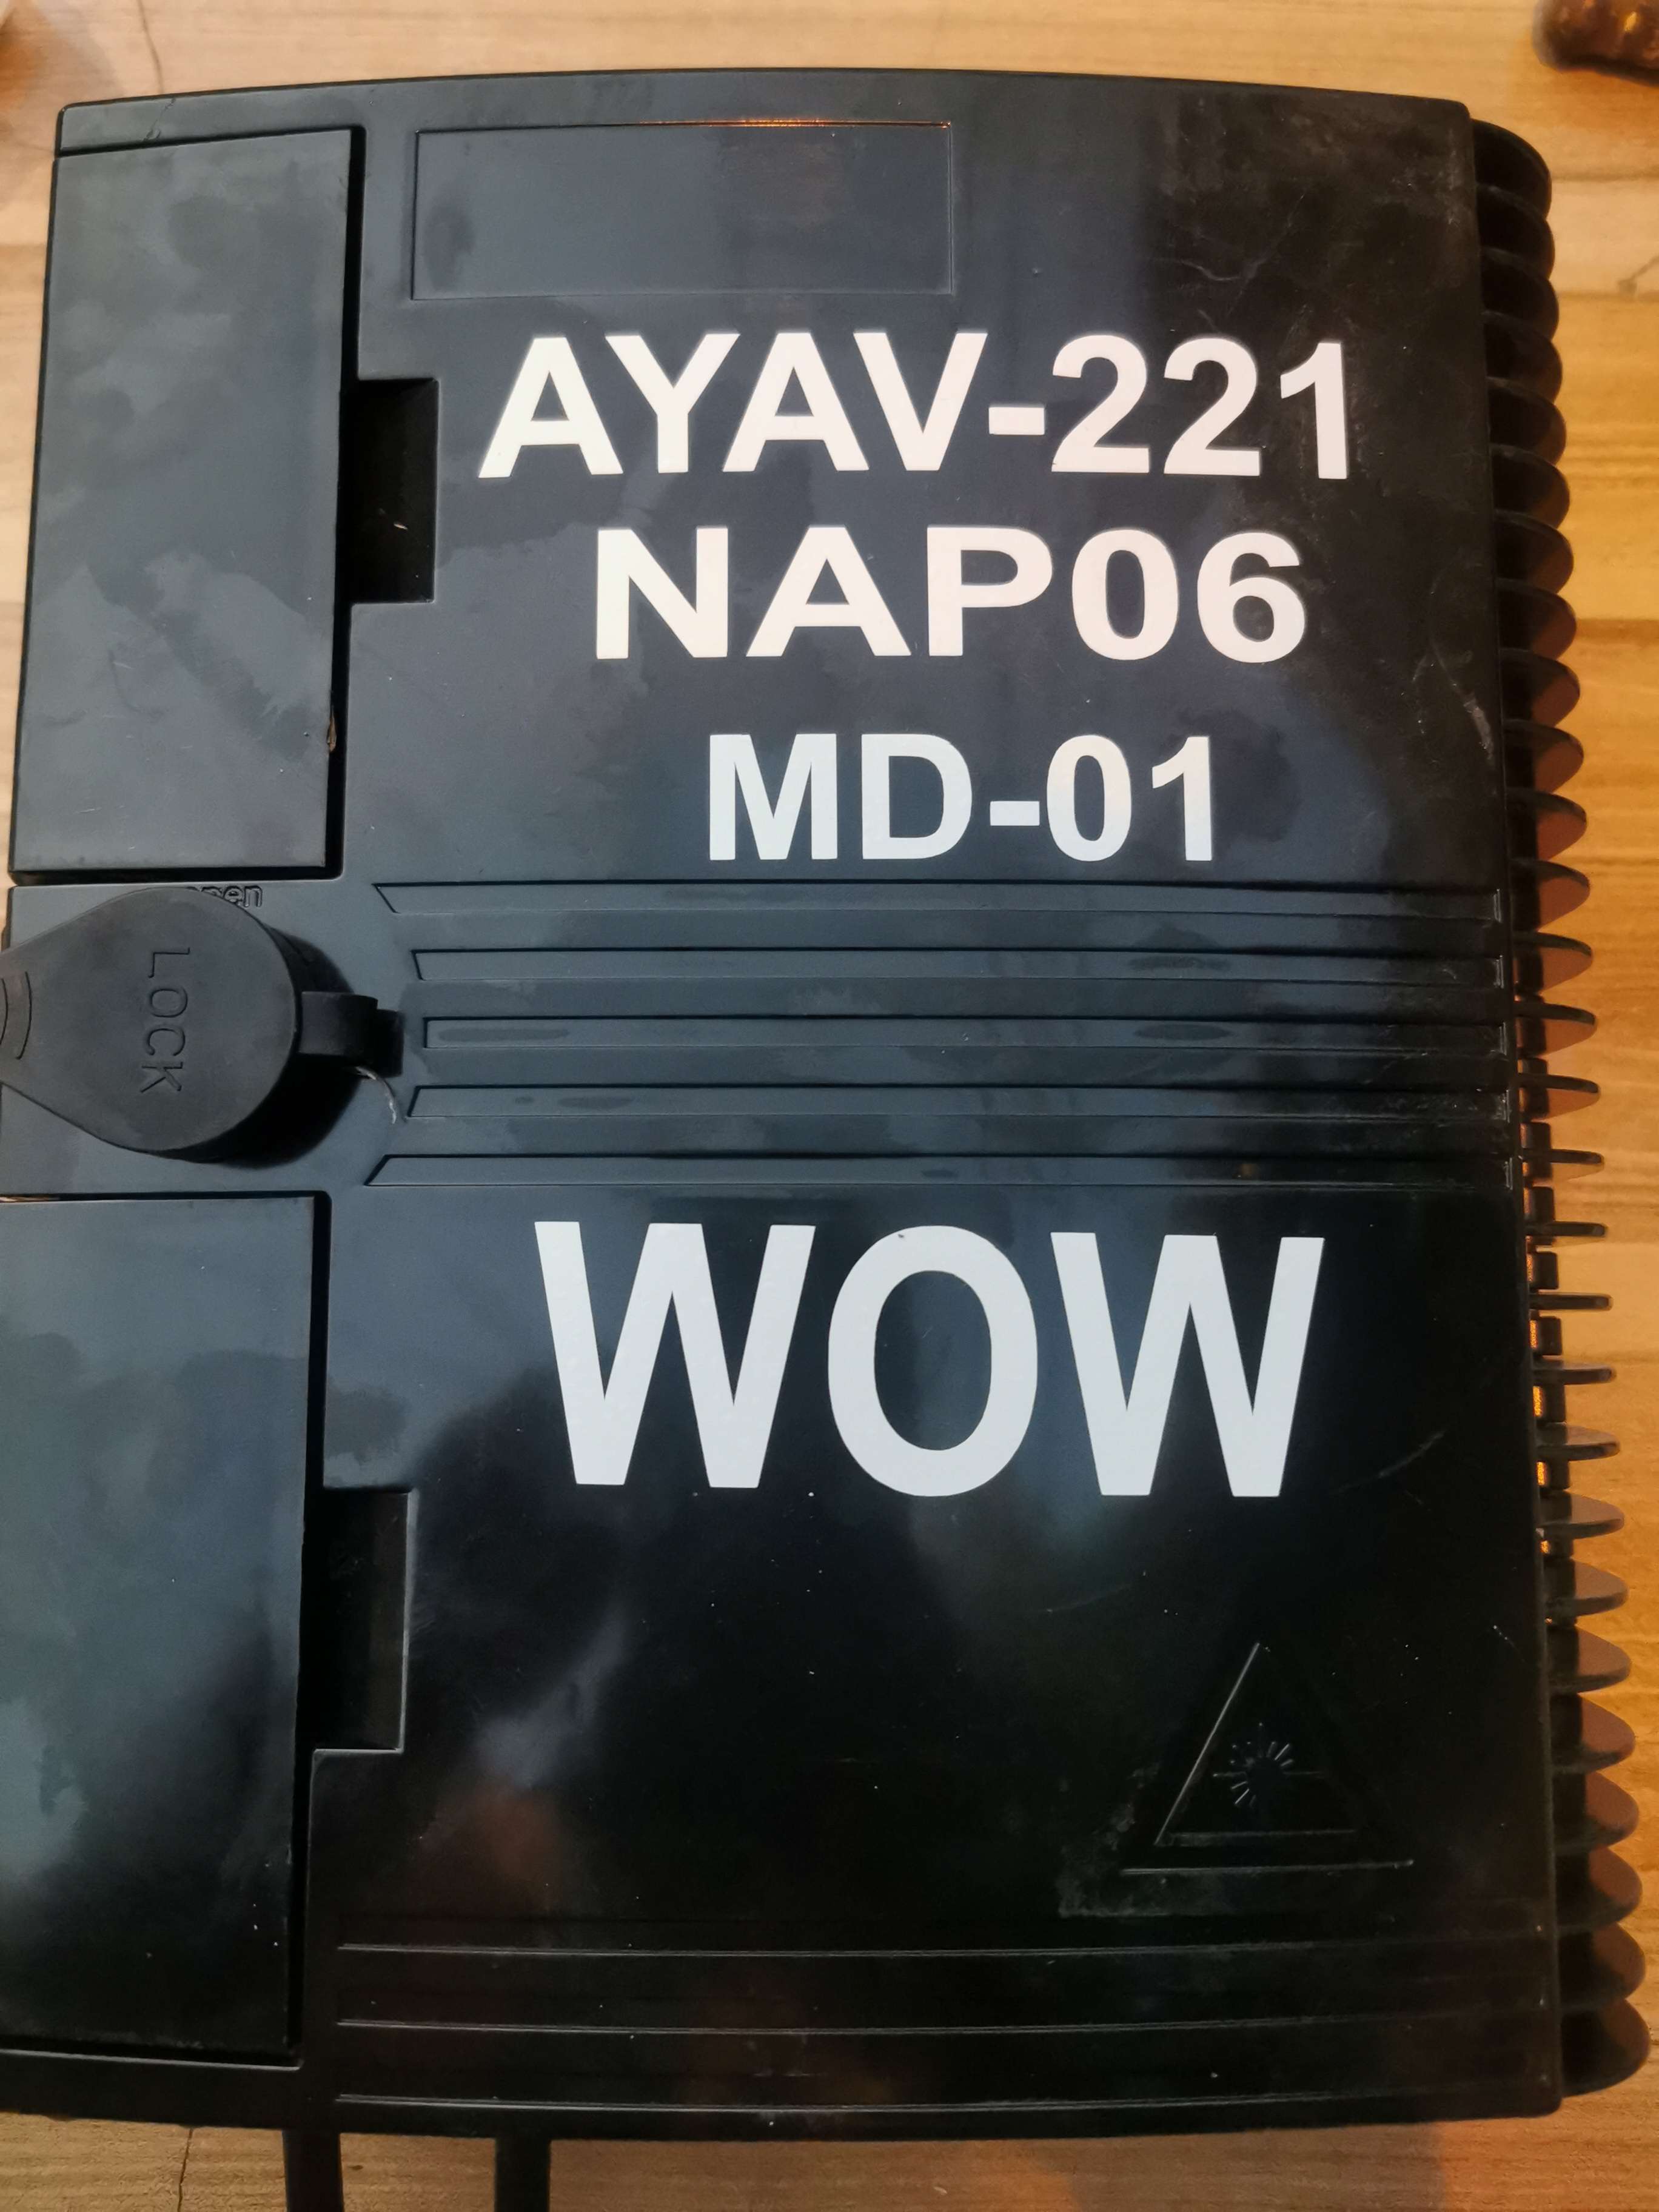 AYAV-221
NAP06
MD-01
LOCK
WOW